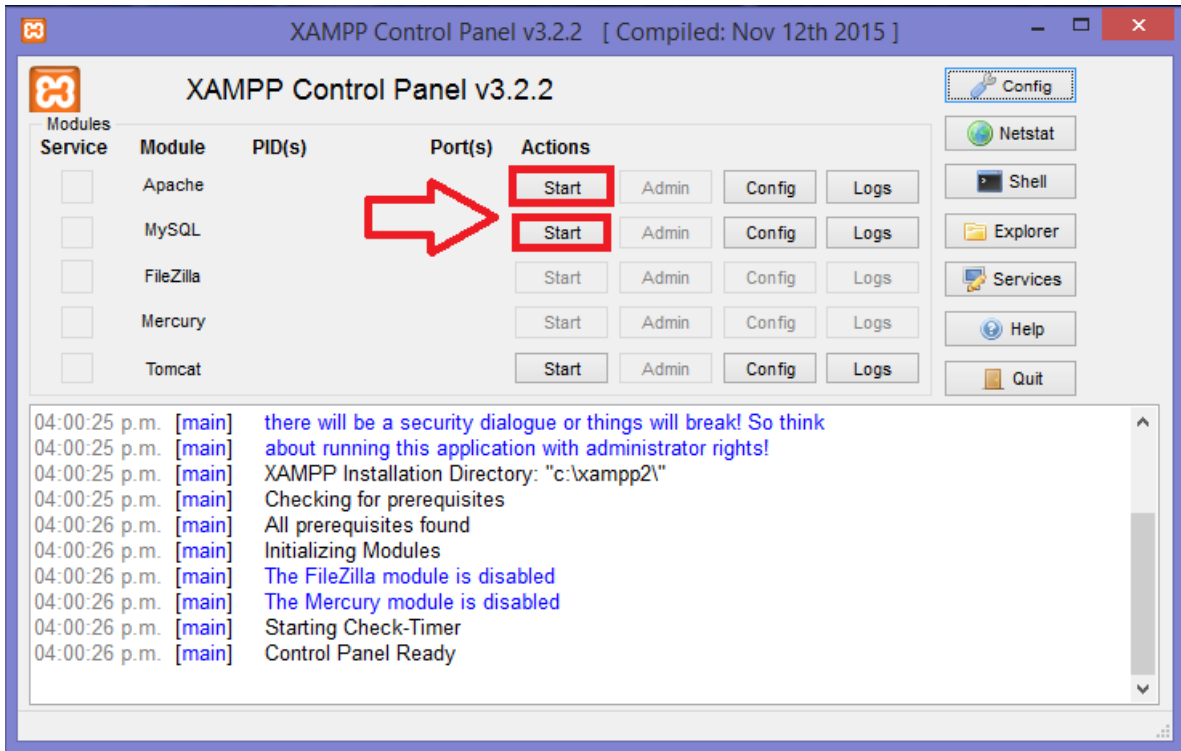 XAMPP Control Panel v3.2.2 [ Compiled: Nov 12th 2015 ]
XAMPP Control Panel v3.2.2
Config
Netstat
Shell
Explorer
Services
Help
Quit
Modules
Service Module PID(s) Port(s) Actions
Apache Start Admin Config Logs
MySQL Start Admin Config Logs
FileZilla Start Admin Config Logs
Mercury Start Admin Config Logs
Tomcat Start Admin Config Logs
04:00:25 p.m. [main] there will be a security dialogue or things will break! So think
04:00:25 p.m. [main] about running this application with administrator rights!
04:00:25 p.m. [main] XAMPP Installation Directory: "c:\xampp2\"
04:00:25 p.m. [main] Checking for prerequisites
04:00:26 p.m. [main] All prerequisites found
04:00:26 p.m. [main] Initializing Modules
04:00:26 p.m. [main] The FileZilla module is disabled
04:00:26 p.m. [main] The Mercury module is disabled
04:00:26 p.m. [main] Starting Check-Timer
04:00:26 p.m. [main] Control Panel Ready